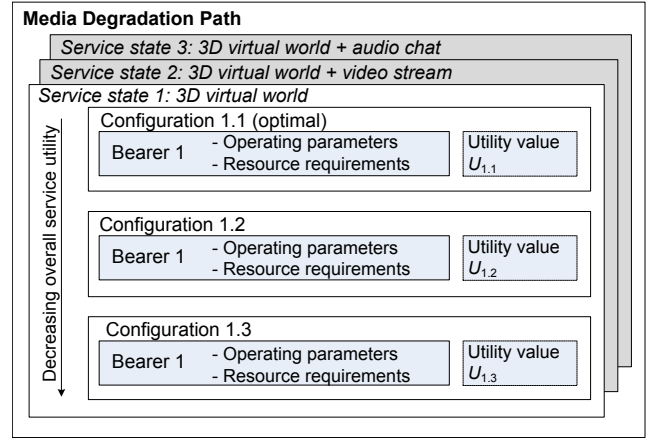 Media Degradation Path
Service state 3: 3D virtual world + audio chat
Service state 2: 3D virtual world + video stream
Service state 1: 3D virtual world
Decreasing overall service utility
Configuration 1.1 (optimal)
Bearer 1
- Operating parameters
- Resource requirements
Utility value
U1.1
Configuration 1.2
Bearer 1
- Operating parameters
- Resource requirements
Utility value
U1.2
Configuration 1.3
Bearer 1
- Operating parameters
- Resource requirements
Utility value
U1.3